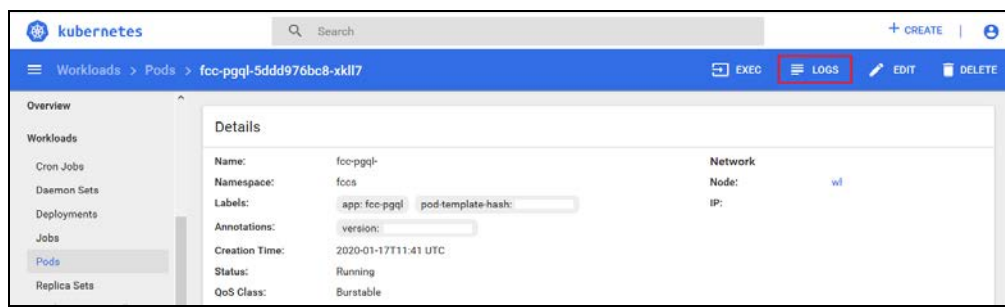 kubernetes Search + CREATE
Workloads > Pods > fcc-pgql-5ddd976bc8-xkll7 EXEC LOGS EDIT DELETE
Overview
Workloads
Cron Jobs
Daemon Sets
Deployments
Jobs
Pods
Replica Sets
Details
Name: fcc-pgql-
Namespace: fccs
Labels: app: fcc-pgql pod-template-hash:
Annotations: version:
Creation Time: 2020-01-17T11:41 UTC
Status: Running
QoS Class: Burstable
Network
Node: wl
IP: